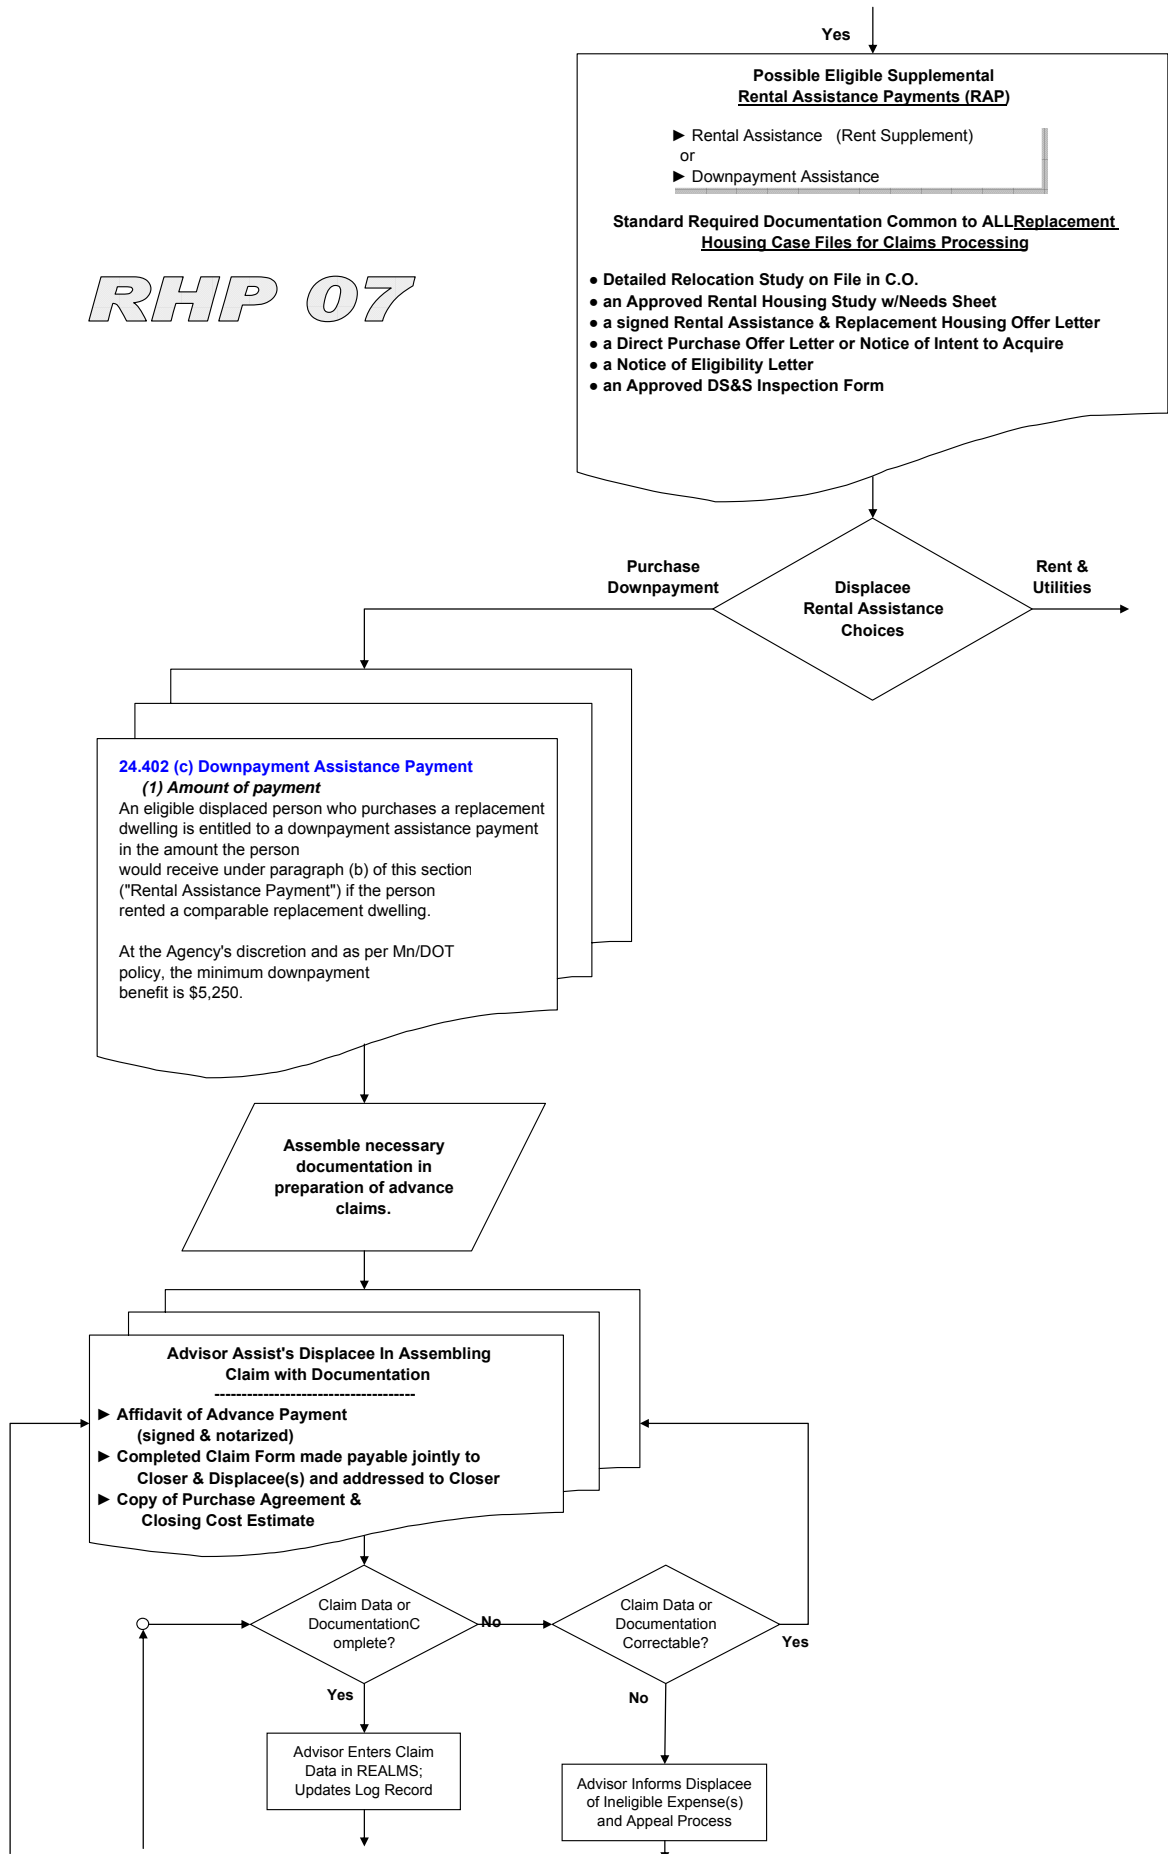 Yes
Possible Eligible Supplemental
Rental Assistance Payments (RAP)
► Rental Assistance (Rent Supplement)
or
► Downpayment Assistance
Standard Required Documentation Common to ALLReplacement
Housing Case Files for Claims Processing
RHP 07
● Detailed Relocation Study on File in C.O.
● an Approved Rental Housing Study w/Needs Sheet
● a signed Rental Assistance & Replacement Housing Offer Letter
● a Direct Purchase Offer Letter or Notice of Intent to Acquire
● a Notice of Eligibility Letter
● an Approved DS&S Inspection Form
Purchase
Downpayment
Displacee
Rental Assistance
Choices
Rent &
Utilities
24.402 (c) Downpayment Assistance Payment
(1) Amount of payment
An eligible displaced person who purchases a replacement
dwelling is entitled to a downpayment assistance payment
in the amount the person
would receive under paragraph (b) of this section
("Rental Assistance Payment") if the person
rented a comparable replacement dwelling.
At the Agency's discretion and as per Mn/DOT
policy, the minimum downpayment
benefit is $5,250.
Assemble necessary
documentation in
preparation of advance
claims.
Advisor Assist's Displacee In Assembling
Claim with Documentation
-------------------------------------
► Affidavit of Advance Payment
(signed & notarized)
► Completed Claim Form made payable jointly to
Closer & Displacee(s) and addressed to Closer
► Copy of Purchase Agreement &
Closing Cost Estimate
Claim Data or
DocumentationC
omplete?
No
Claim Data or
Documentation
Correctable?
Yes
Yes
No
Advisor Enters Claim
Data in REALMS;
Updates Log Record
Advisor Informs Displacee
of Ineligible Expense(s)
and Appeal Process